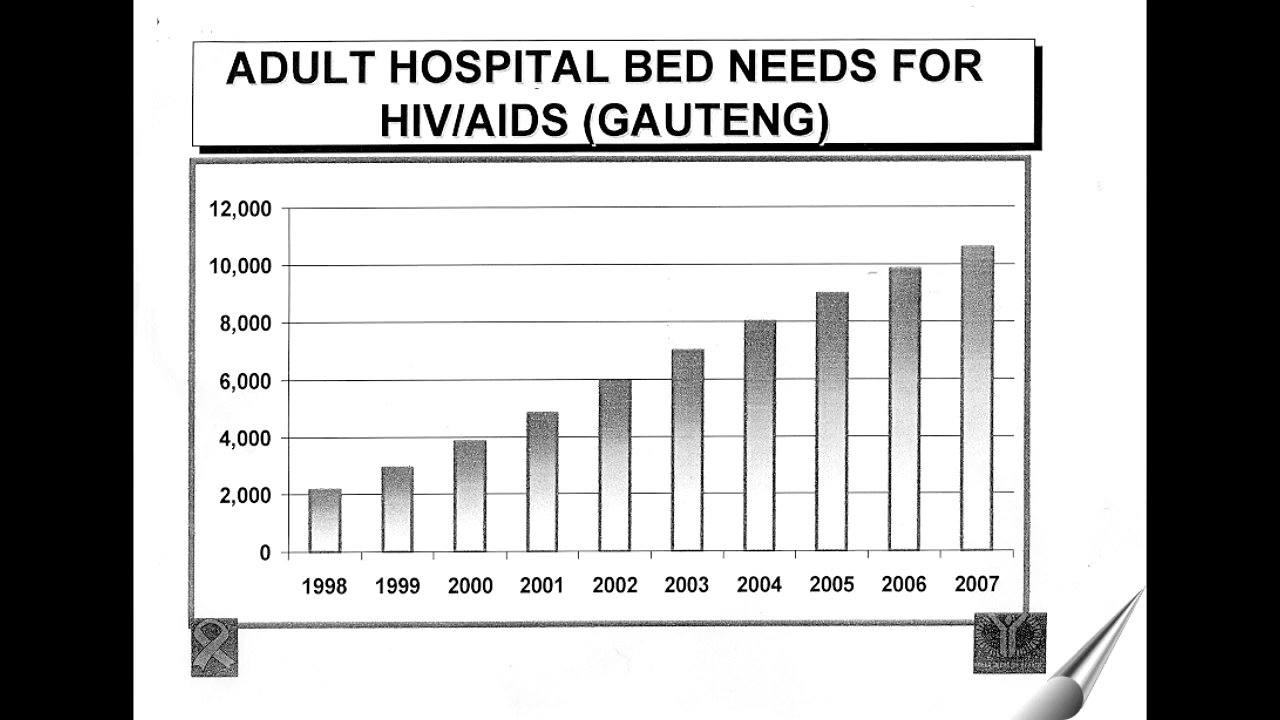 ADULT HOSPITAL BED NEEDS FOR
HIV/AIDS (GAUTENG)
12,000
10,000
8,000
6,000
4,000
2,000
0
1998 1999 2000 2001 2002 2003 2004 2005 2006 2007